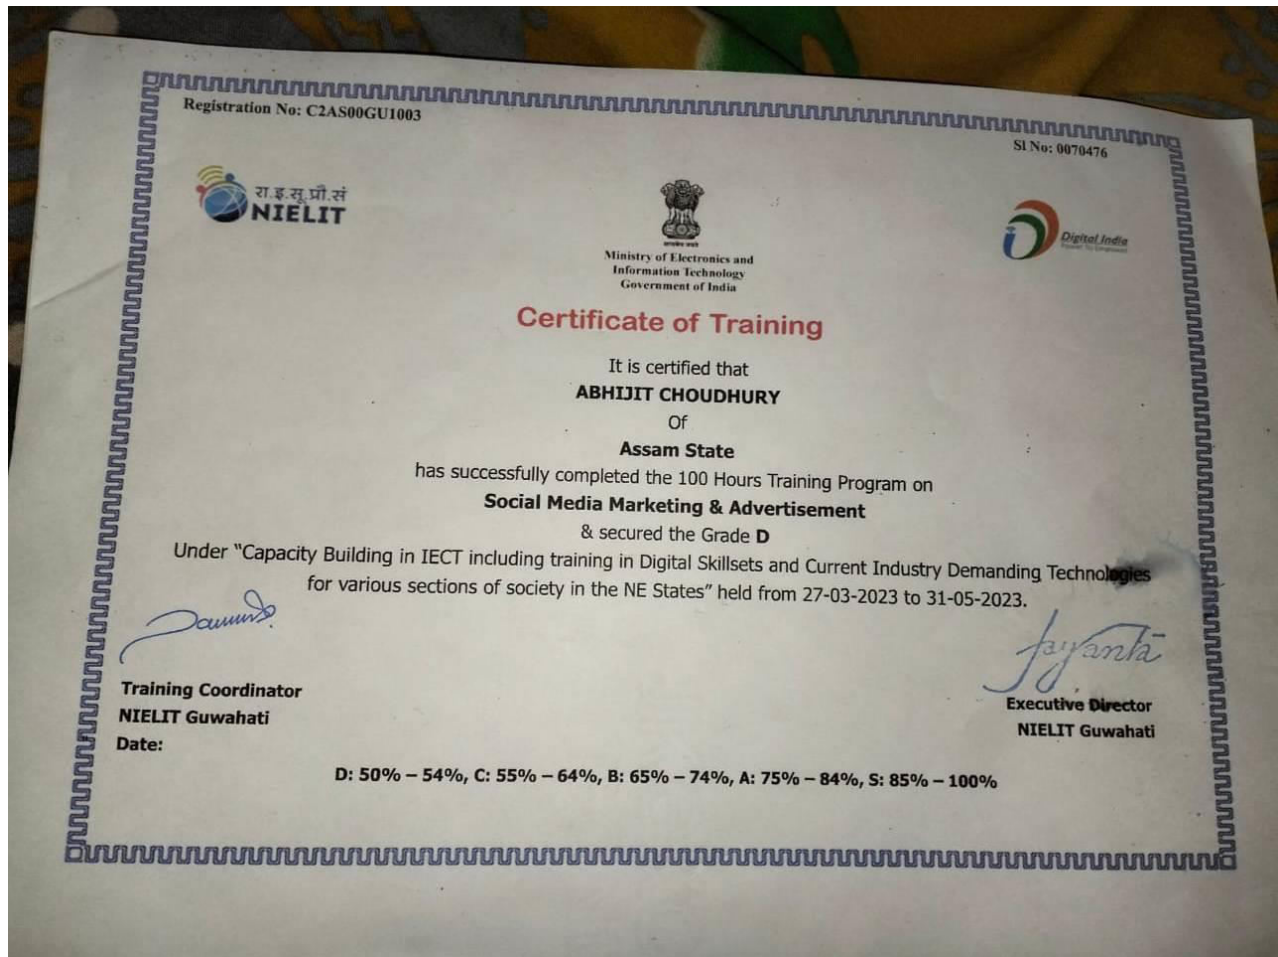 Registration No: C2AS00GU1003
Sl No: 0070476
रा.इ.सू.प्रौ.सं
NIELIT
Ministry of Electronics and
Information Technology
Government of India
Digital India
Power To Empower
Certificate of Training
It is certified that
ABHIJIT CHOUDHURY
Of
Assam State
has successfully completed the 100 Hours Training Program on
Social Media Marketing & Advertisement
& secured the Grade D
Under “Capacity Building in IECT including training in Digital Skillsets and Current Industry Demanding Technologies
for various sections of society in the NE States” held from 27-03-2023 to 31-05-2023.
Jayanta
Training Coordinator
NIELIT Guwahati
Date:
Executive Director
NIELIT Guwahati
D: 50% – 54%, C: 55% – 64%, B: 65% – 74%, A: 75% – 84%, S: 85% – 100%